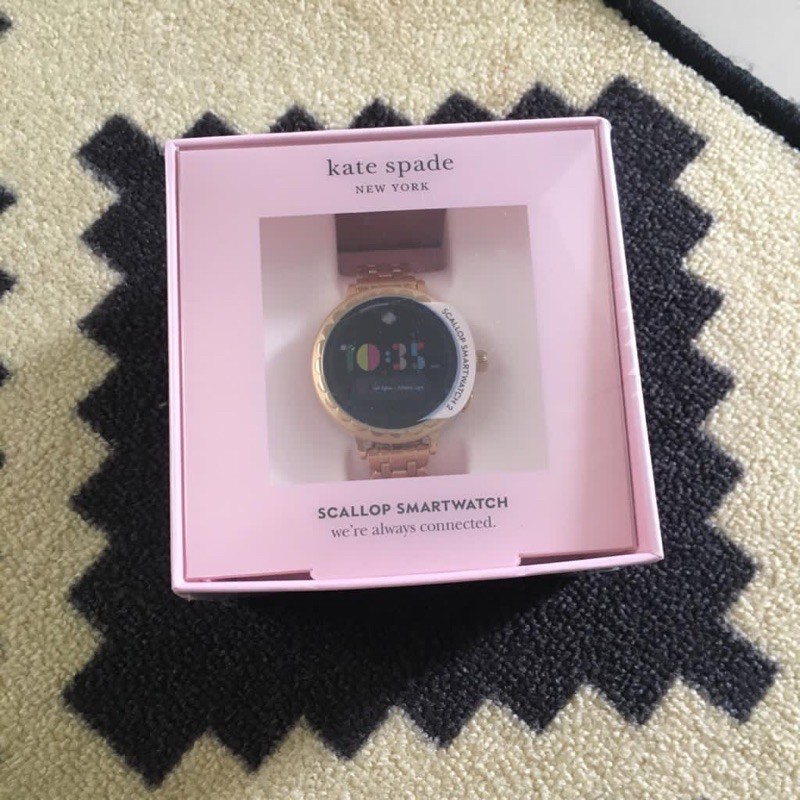 kate spade
NEW YORK
10:35
SCALLOP SMARTWATCH 2
SCALLOP SMARTWATCH
we're always connected.